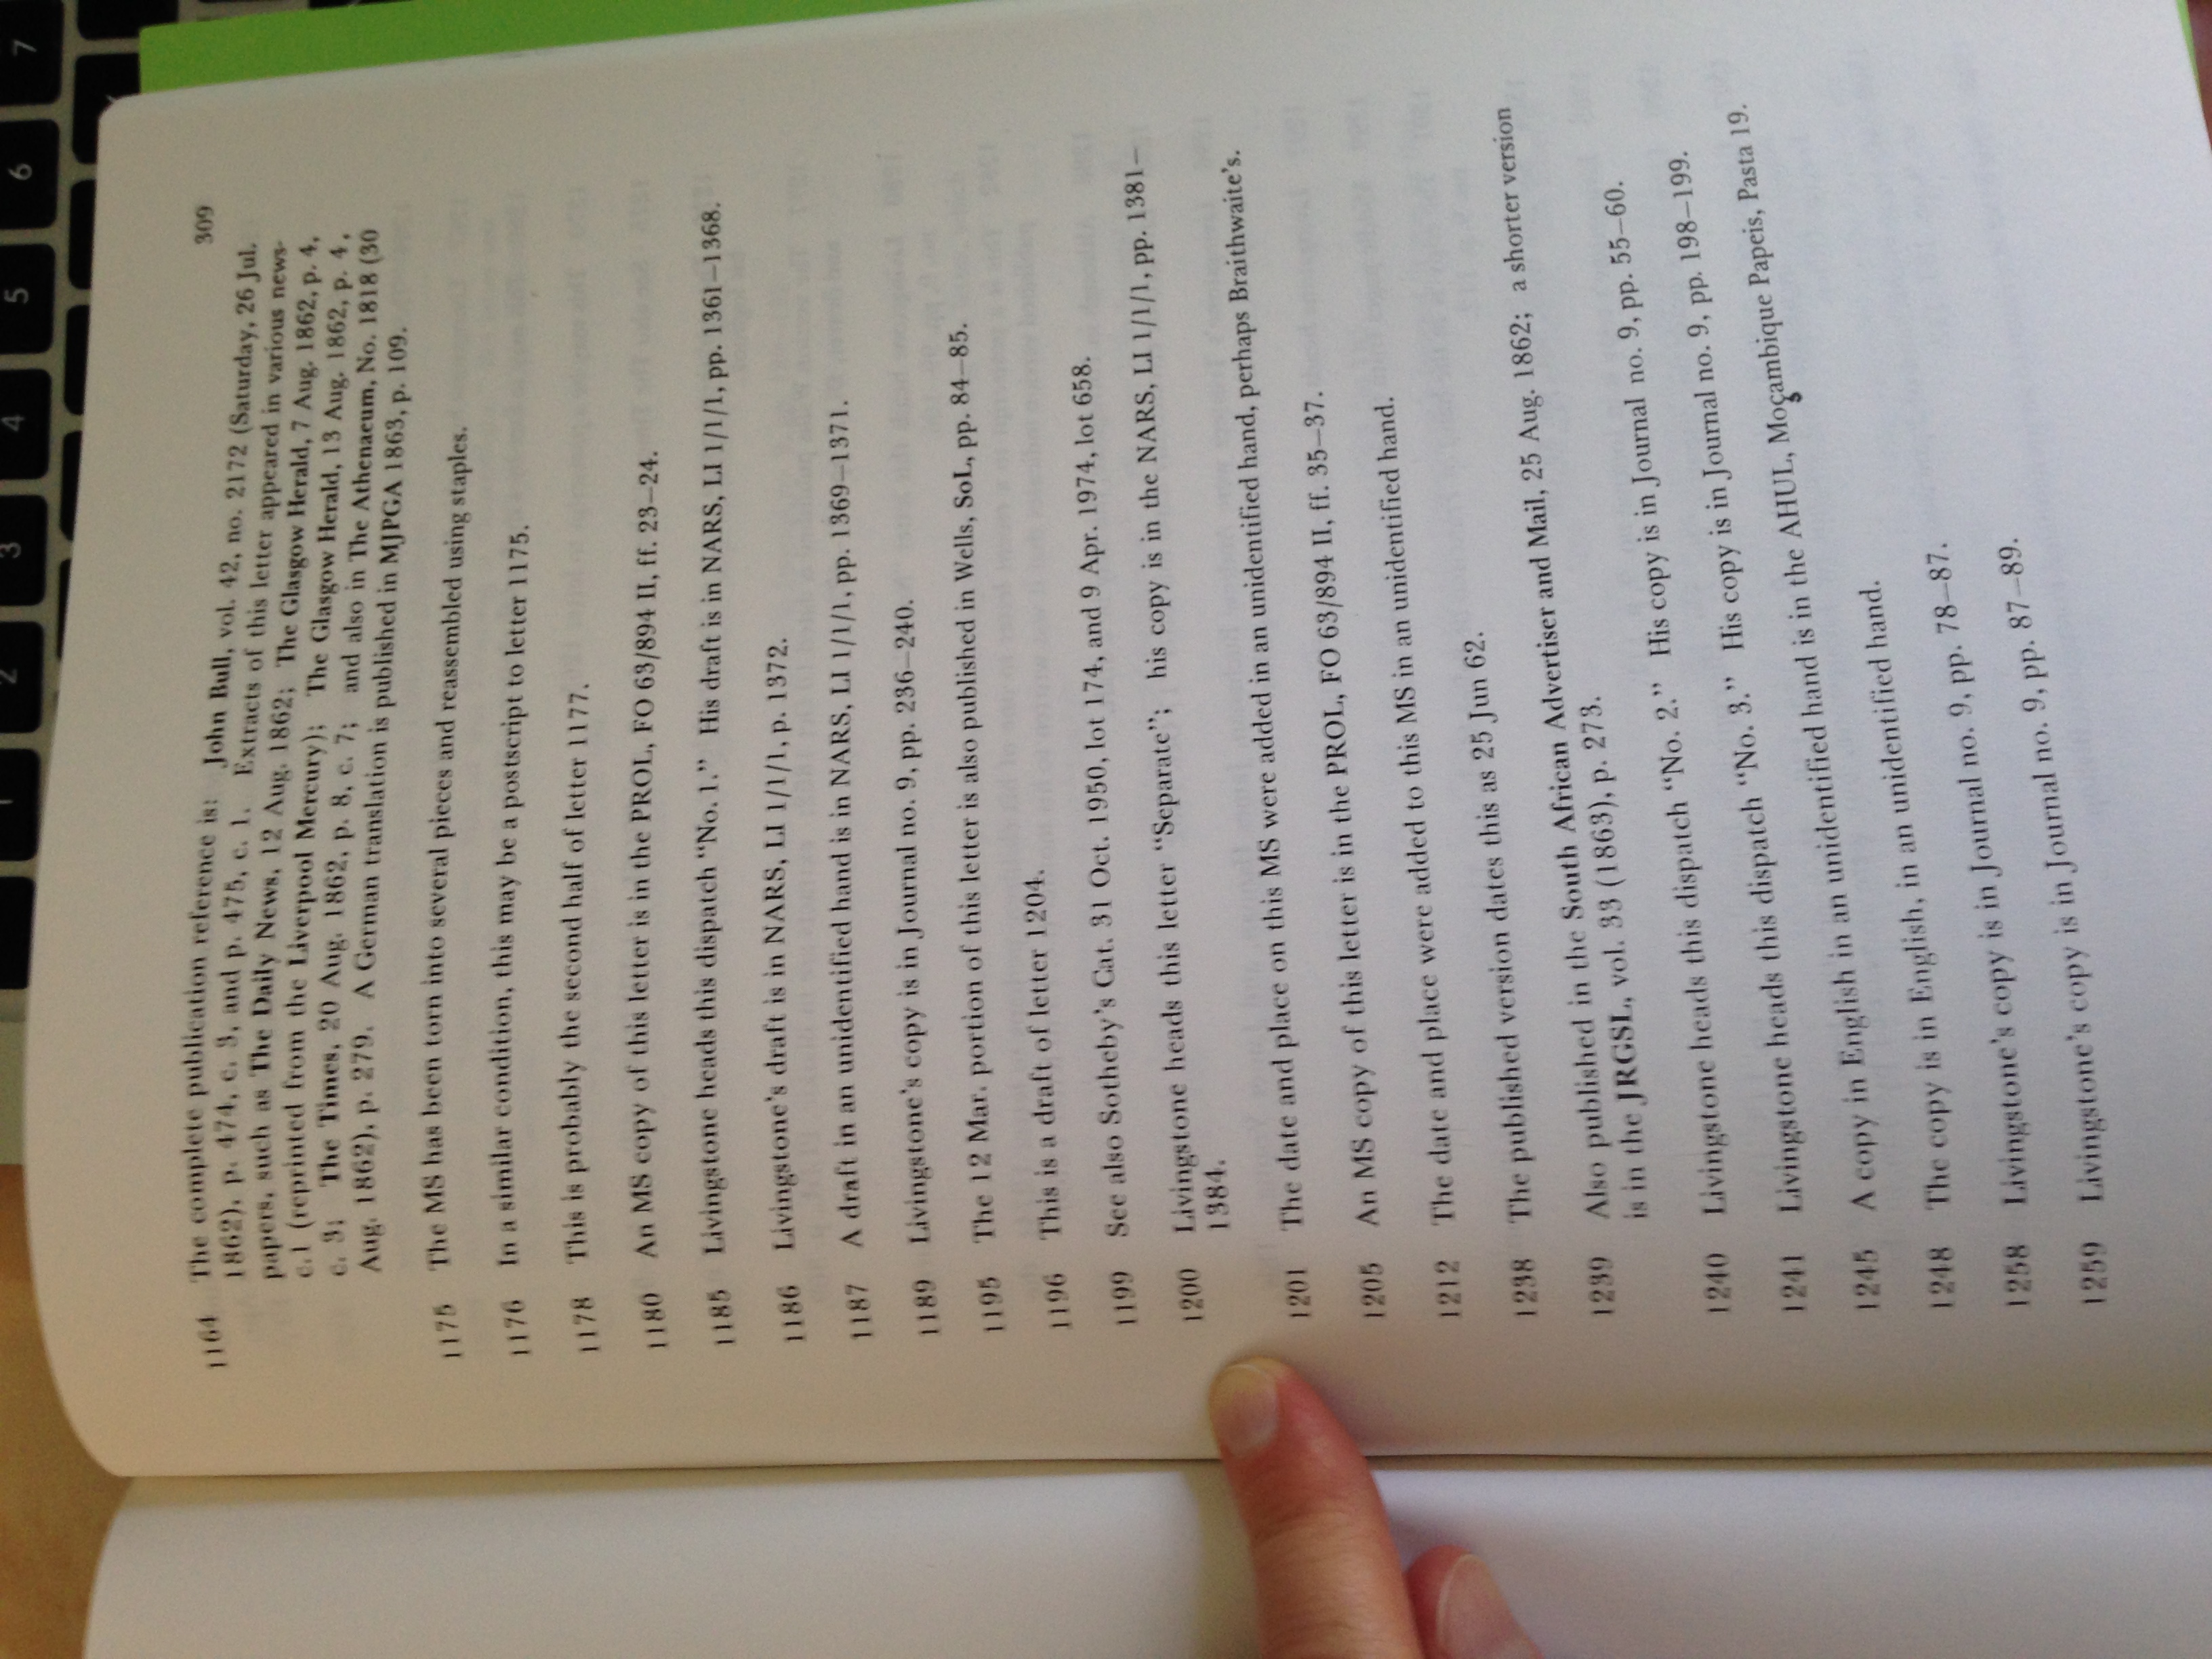 1 2 3 4 5 6 7
309
1164 The complete publication reference is: John Bull, vol. 42, no. 2172 (Saturday, 26 Jul.
1862), p. 474, c. 3, and p. 475, c. 1. Extracts of this letter appeared in various news-
papers, such as The Daily News, 12 Aug. 1862; The Glasgow Herald, 7 Aug. 1862, p. 4,
c.1 (reprinted from the Liverpool Mercury); The Glasgow Herald, 13 Aug. 1862, p. 4,
c. 3; The Times, 20 Aug. 1862, p. 8, c. 7; and also in The Athenaeum, No. 1818 (30
Aug. 1862), p. 279. A German translation is published in MJPGA 1863, p. 109.
1175 The MS has been torn into several pieces and reassembled using staples.
1176 In a similar condition, this may be a postscript to letter 1175.
1178 This is probably the second half of letter 1177.
1180 An MS copy of this letter is in the PROL, FO 63/894 II, ff. 23–24.
1185 Livingstone heads this dispatch “No. 1.” His draft is in NARS, LI 1/1/1, pp. 1361–1368.
1186 Livingstone’s draft is in NARS, LI 1/1/1, p. 1372.
1187 A draft in an unidentified hand is in NARS, LI 1/1/1, pp. 1369–1371.
1189 Livingstone’s copy is in Journal no. 9, pp. 236–240.
1195 The 12 Mar. portion of this letter is also published in Wells, SoL, pp. 84–85.
1196 This is a draft of letter 1204.
1199 See also Sotheby’s Cat. 31 Oct. 1950, lot 174, and 9 Apr. 1974, lot 658.
1200 Livingstone heads this letter “Separate”; his copy is in the NARS, LI 1/1/1, pp. 1381–
1384.
1201 The date and place on this MS were added in an unidentified hand, perhaps Braithwaite’s.
1205 An MS copy of this letter is in the PROL, FO 63/894 II, ff. 35–37.
1212 The date and place were added to this MS in an unidentified hand.
1238 The published version dates this as 25 Jun 62.
1239 Also published in the South African Advertiser and Mail, 25 Aug. 1862; a shorter version
is in the JRGSL, vol. 33 (1863), p. 273.
1240 Livingstone heads this dispatch “No. 2.” His copy is in Journal no. 9, pp. 55–60.
1241 Livingstone heads this dispatch “No. 3.” His copy is in Journal no. 9, pp. 198–199.
1245 A copy in English in an unidentified hand is in the AHUL, Moçambique Papeis, Pasta 19.
1248 The copy is in English, in an unidentified hand.
1258 Livingstone’s copy is in Journal no. 9, pp. 78–87.
1259 Livingstone’s copy is in Journal no. 9, pp. 87–89.